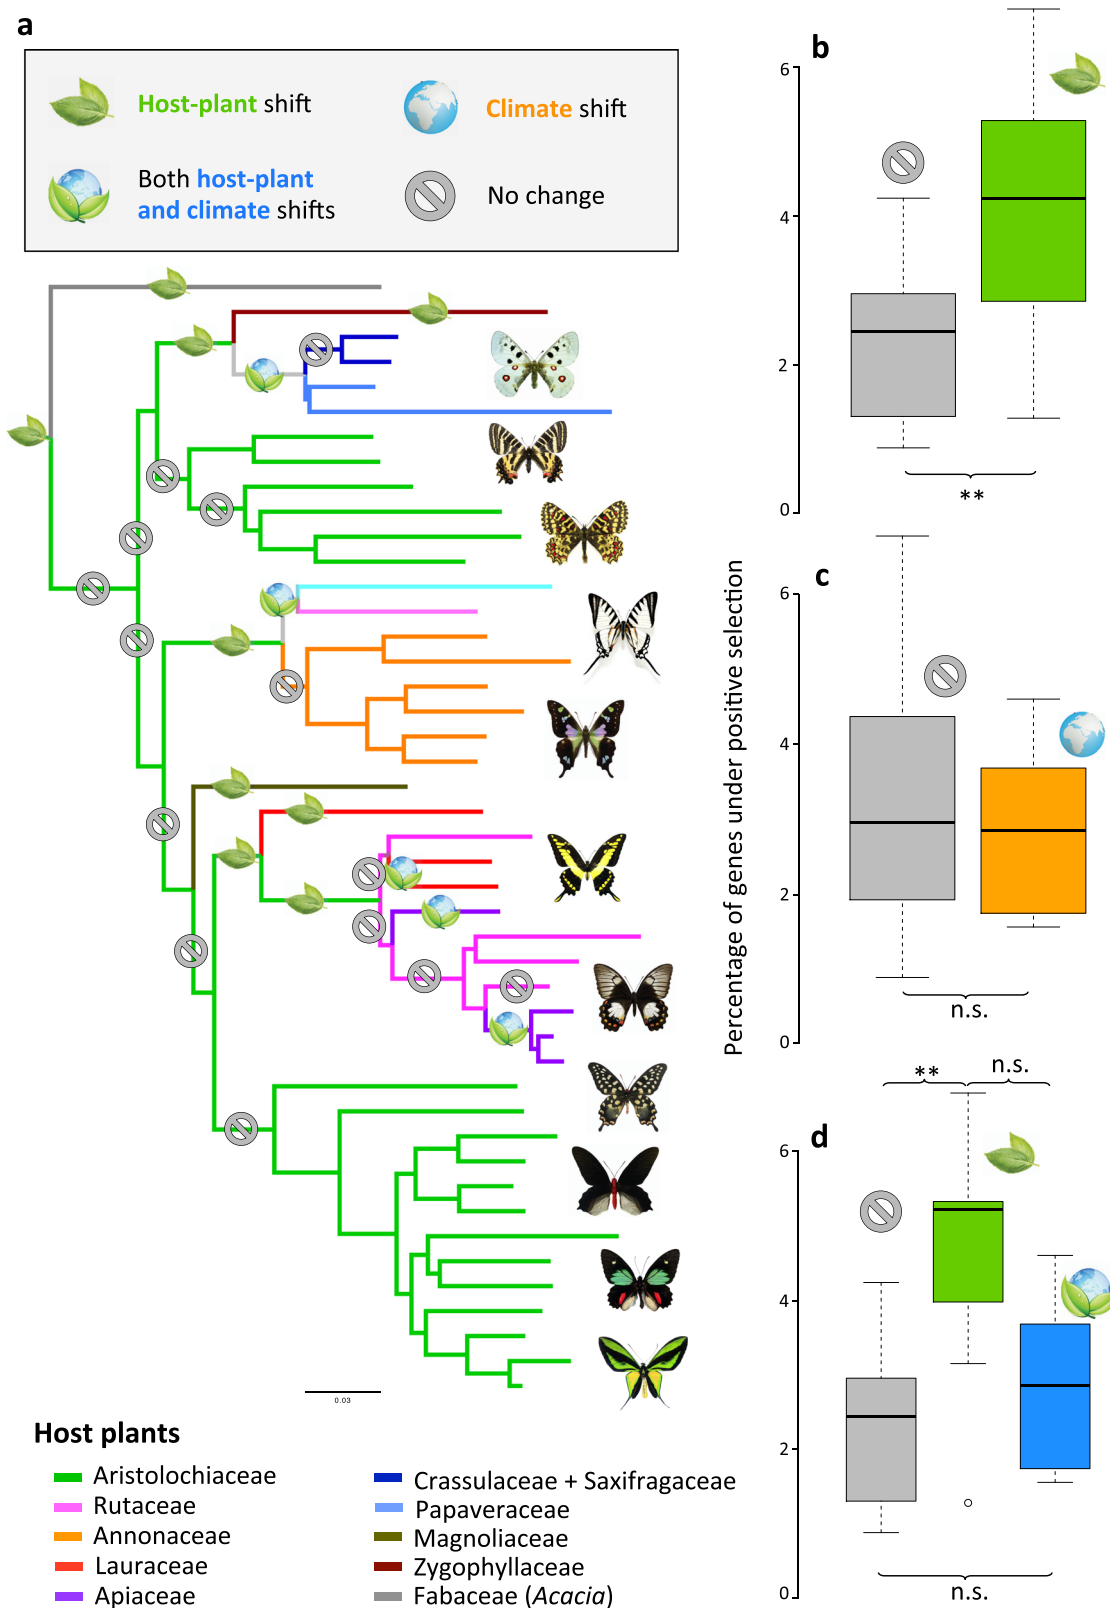 a
Host-plant shift
Climate shift
Both host-plant
and climate shifts
No change
0.03
Host plants
Aristolochiaceae
Rutaceae
Annonaceae
Lauraceae
Apiaceae
Crassulaceae + Saxifragaceae
Papaveraceae
Magnoliaceae
Zygophyllaceae
Fabaceae (Acacia)
Percentage of genes under positive selection
b
6
4
2
0
**
c
6
4
2
0
n.s.
d
** n.s.
6
4
2
0
n.s.